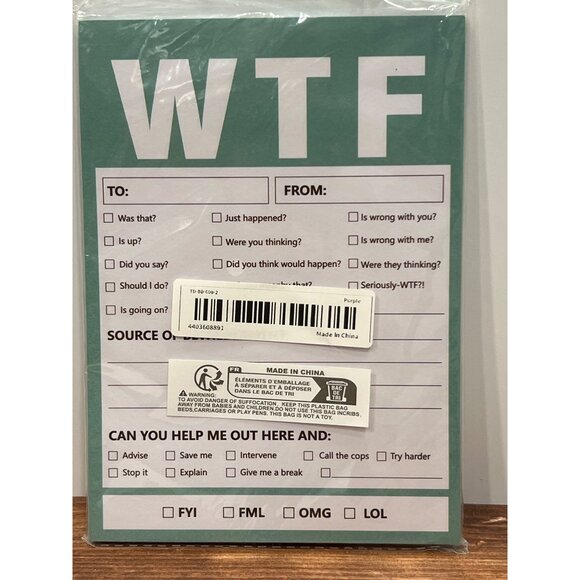 WTF
TO: FROM:
☐ Was that? ☐ Just happened? ☐ Is wrong with you?
☐ Is up? ☐ Were you thinking? ☐ Is wrong with me?
☐ Did you say? ☐ Did you think would happen? ☐ Were they thinking?
☐ Should I do? that? ☐ Seriously-WTF?!
☐ Is going on?
Purple
4403608891 Made In China
SOURCE OF
FR MADE IN CHINA
ÉLÉMENTS D'EMBALLAGE
À SÉPARER ET À DÉPOSER
DANS LE BAC DE TRI
BAC
DE
TRI
WARNING:
TO AVOID DANGER OF SUFFOCATION, KEEP THIS PLASTIC BAG
AWAY FROM BABIES AND CHILDREN.DO NOT USE THIS BAG INCRIBS,
BEDS,CARRIAGES OR PLAY PENS. THIS BAG IS NOT A TOY.
CAN YOU HELP ME OUT HERE AND:
☐ Advise ☐ Save me ☐ Intervene ☐ Call the cops ☐ Try harder
☐ Stop it ☐ Explain ☐ Give me a break ☐
☐ FYI ☐ FML ☐ OMG ☐ LOL